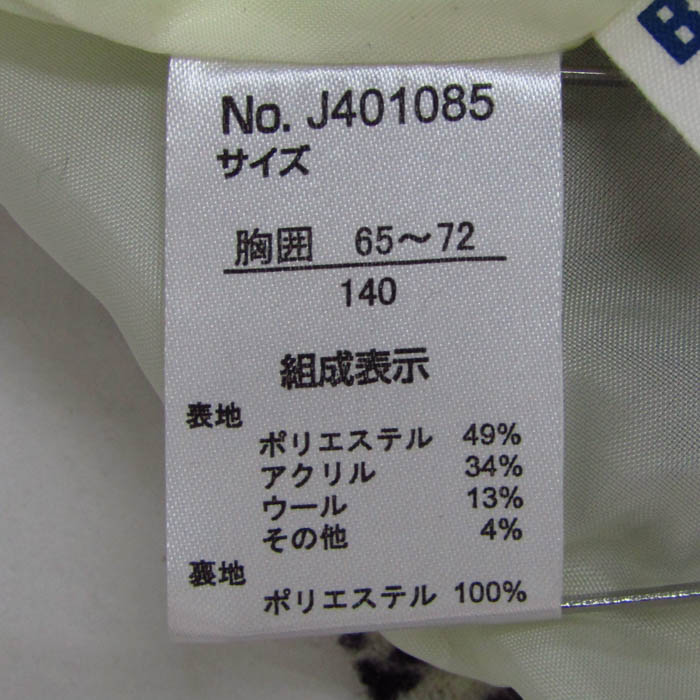 No. J401085
サイズ
胸囲 65～72
140
組成表示
表地
ポリエステル 49%
アクリル 34%
ウール 13%
その他 4%
裏地
ポリエステル 100%
B